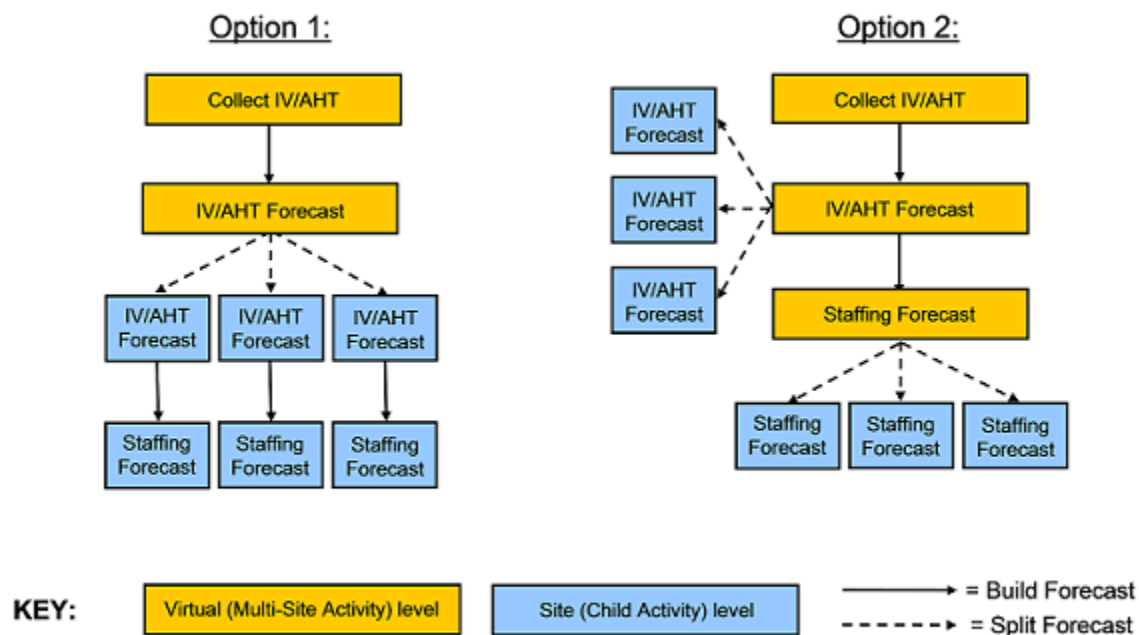 Option 1:
Collect IV/AHT
IV/AHT Forecast
IV/AHT
Forecast
IV/AHT
Forecast
IV/AHT
Forecast
Staffing
Forecast
Staffing
Forecast
Staffing
Forecast
Option 2:
Collect IV/AHT
IV/AHT
Forecast
IV/AHT
Forecast
IV/AHT
Forecast
IV/AHT Forecast
Staffing Forecast
Staffing
Forecast
Staffing
Forecast
Staffing
Forecast
KEY:
Virtual (Multi-Site Activity) level
Site (Child Activity) level
= Build Forecast
= Split Forecast